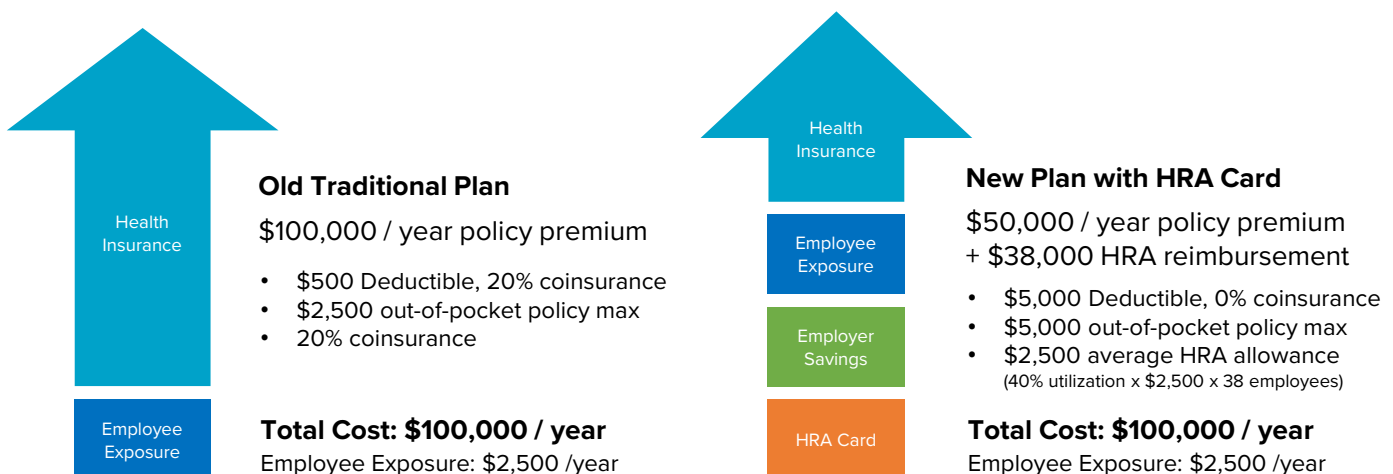 Health
Insurance
Employee
Exposure
Old Traditional Plan
$100,000 / year policy premium
• $500 Deductible, 20% coinsurance
• $2,500 out-of-pocket policy max
• 20% coinsurance
Total Cost: $100,000 / year
Employee Exposure: $2,500 /year
Health
Insurance
Employee
Exposure
Employer
Savings
HRA Card
New Plan with HRA Card
$50,000 / year policy premium
+ $38,000 HRA reimbursement
• $5,000 Deductible, 0% coinsurance
• $5,000 out-of-pocket policy max
• $2,500 average HRA allowance
(40% utilization x $2,500 x 38 employees)
Total Cost: $100,000 / year
Employee Exposure: $2,500 /year